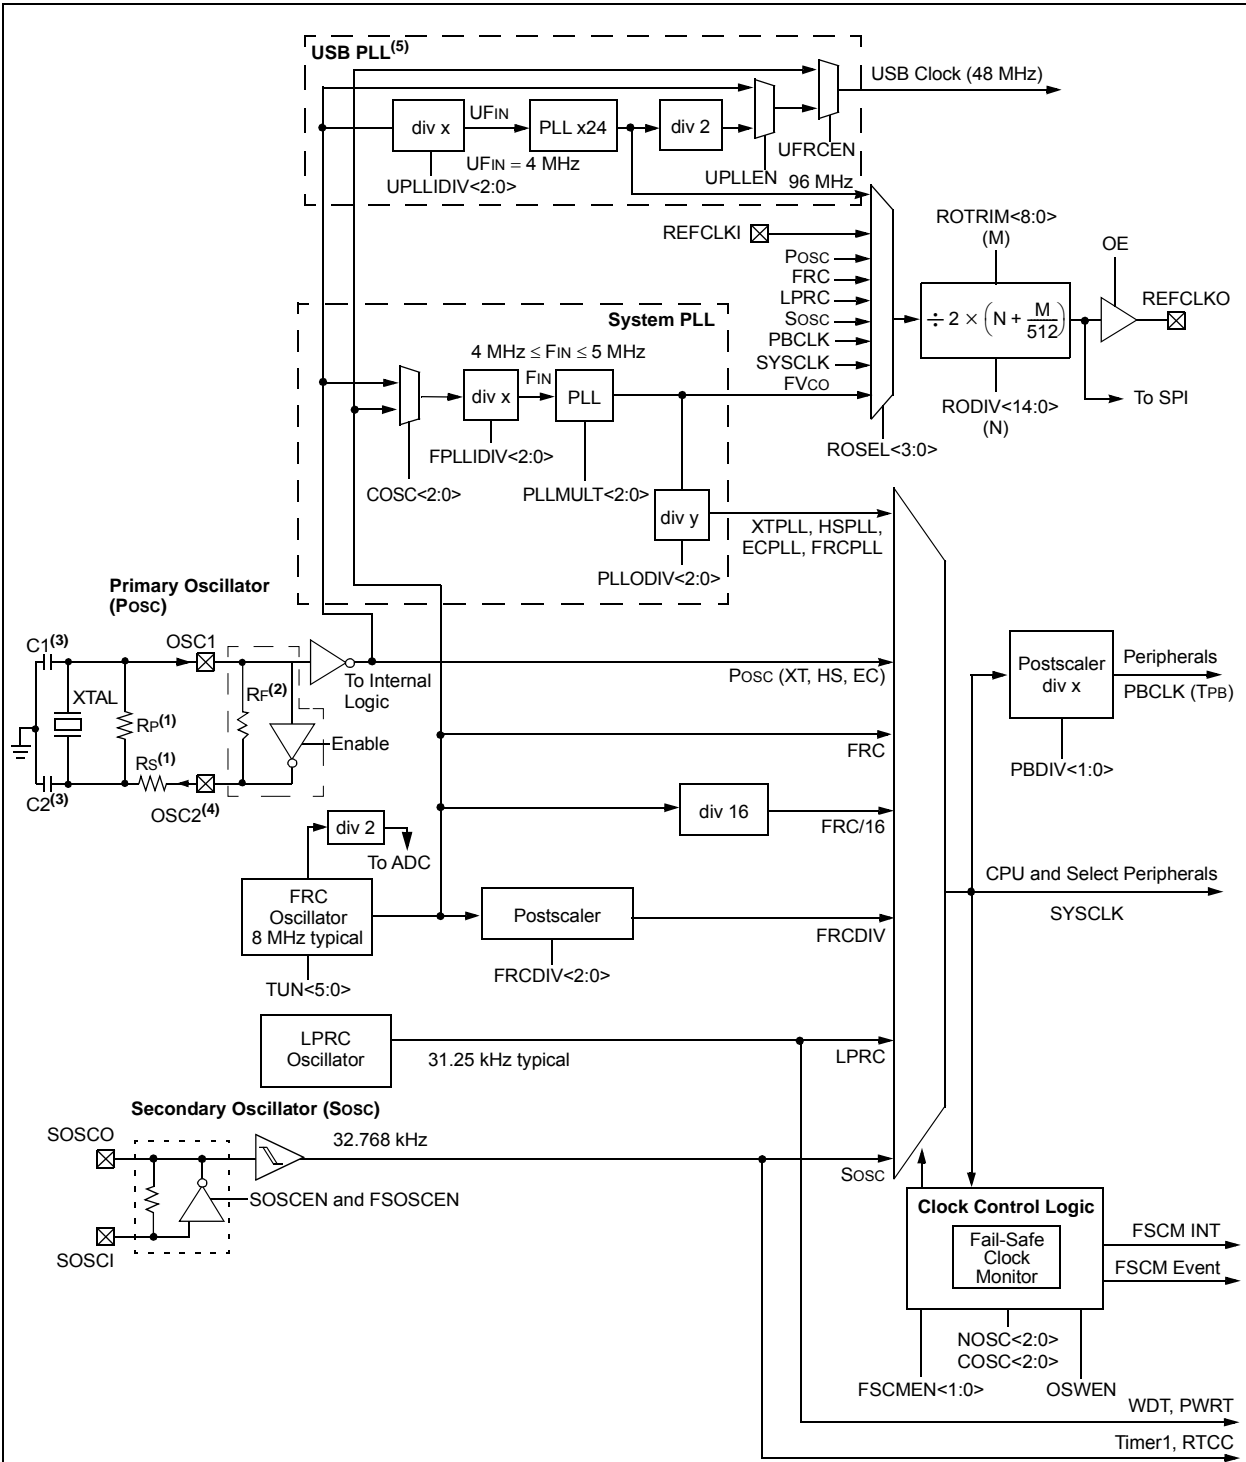 USB PLL(5)
USB Clock (48 MHz)
div x
UFIN
PLL x24
div 2
UFIN = 4 MHz
UFRCEN
UPLLEN
UPLLIDIV<2:0>
96 MHz
REFCLKI
POSC
FRC
LPRC
SOSC
PBCLK
SYSCLK
FVCO
ROTRIM<8:0>
(M)
OE
REFCLKO
÷ 2 × (N + M/512)
To SPI
RODIV<14:0>
(N)
ROSEL<3:0>
System PLL
4 MHz ≤ FIN ≤ 5 MHz
FIN
div x
PLL
FPLLIDIV<2:0>
COSC<2:0>
PLLMULT<2:0>
div y
XTPLL, HSPLL,
ECPLL, FRCPLL
PLLODIV<2:0>
Primary Oscillator
(POSC)
C1(3)
OSC1
XTAL
RP(1)
RF(2)
To Internal
Logic
Enable
RS(1)
C2(3)
OSC2(4)
POSC (XT, HS, EC)
FRC
Postscaler
div x
Peripherals
PBCLK (TPB)
PBDIV<1:0>
div 16
FRC/16
div 2
To ADC
FRC
Oscillator
8 MHz typical
Postscaler
FRCDIV
FRCDIV<2:0>
TUN<5:0>
CPU and Select Peripherals
SYSCLK
LPRC
Oscillator
31.25 kHz typical
LPRC
Secondary Oscillator (SOSC)
SOSCO
32.768 kHz
SOSC
SOSCEN and FSOSCEN
SOSCI
Clock Control Logic
Fail-Safe
Clock
Monitor
FSCM INT
FSCM Event
NOSC<2:0>
COSC<2:0>
FSCMEN<1:0>
OSWEN
WDT, PWRT
Timer1, RTCC